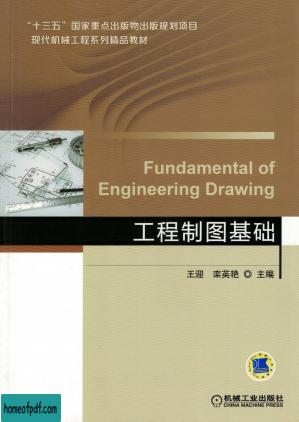 “十三五”国家重点出版物出版规划项目
现代机械工程系列精品教材
Fundamental of
Engineering Drawing
工程制图基础
王迎 栾英艳 ◎ 主编
机械工业出版社
CHINA MACHINE PRESS
homeofpdf.com